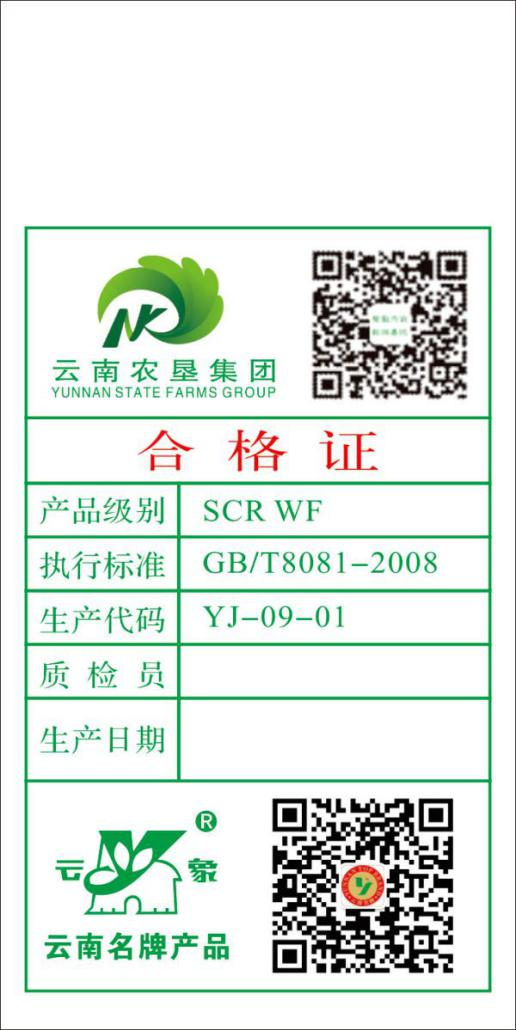 NK
云南农垦集团
YUNNAN STATE FARMS GROUP
合格证
产品级别 SCR WF
执行标准 GB/T8081-2008
生产代码 YJ-09-01
质检员
生产日期
®
云象
云南名牌产品